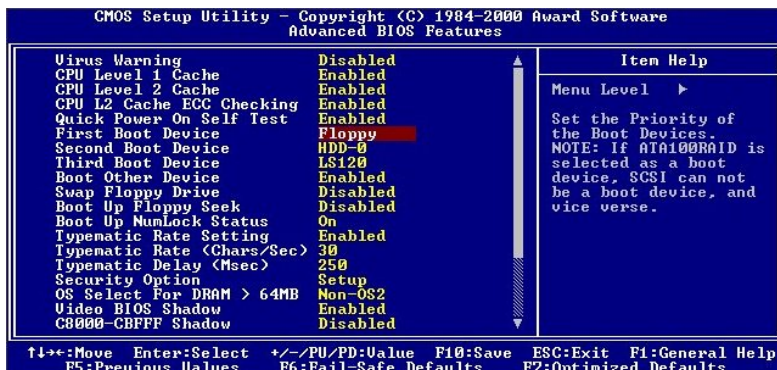 CMOS Setup Utility - Copyright (C) 1984-2000 Award Software
Advanced BIOS Features
Virus Warning Disabled
CPU Level 1 Cache Enabled
CPU Level 2 Cache Enabled
CPU L2 Cache ECC Checking Enabled
Quick Power On Self Test Enabled
First Boot Device Floppy
Second Boot Device HDD-0
Third Boot Device LS120
Boot Other Device Enabled
Swap Floppy Drive Disabled
Boot Up Floppy Seek Disabled
Boot Up NumLock Status On
Typematic Rate Setting Enabled
Typematic Rate (Chars/Sec) 30
Typematic Delay (Msec) 250
Security Option Setup
OS Select For DRAM > 64MB Non-OS2
Video BIOS Shadow Enabled
C8000-CBFFF Shadow Disabled
Item Help
Menu Level ▶
Set the Priority of
the Boot Devices.
NOTE: If ATA100RAID is
selected as a boot
device, SCSI can not
be a boot device, and
vice verse.
↑↓→←:Move Enter:Select +/-/PU/PD:Value F10:Save ESC:Exit F1:General Help
F5:Previous Values F6:Fail-Safe Defaults F7:Optimized Defaults